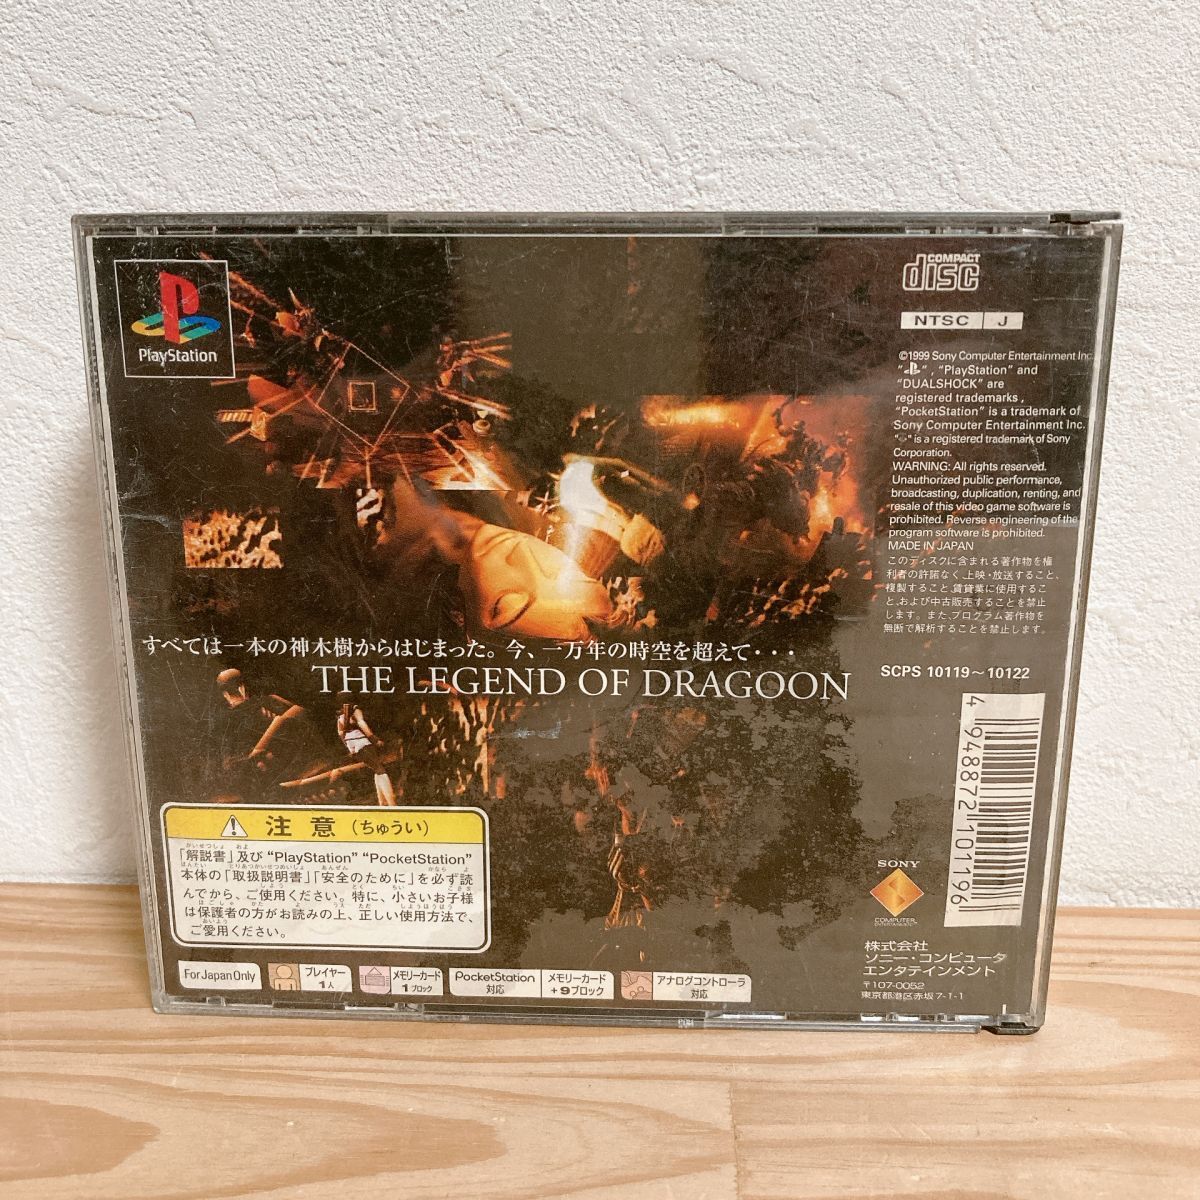 PlayStation
COMPACT
disc
NTSC J
©1999 Sony Computer Entertainment Inc.
" ", "PlayStation" and
"DUALSHOCK" are
registered trademarks ,
"PocketStation" is a trademark of
Sony Computer Entertainment Inc.
" " is a registered trademark of Sony
Corporation.
WARNING: All rights reserved.
Unauthorized public performance,
broadcasting, duplication, renting, and
resale of this video game software is
prohibited. Reverse engineering of the
program software is prohibited.
MADE IN JAPAN
このディスクに含まれる著作物を権
利者の許諾なく、上映・放送すること、
複製すること、賃貸業に使用するこ
と、および中古販売することを禁止
します。また、プログラム著作物を
無断で解析することを禁止します。
すべては一本の神木樹からはじまった。今、一万年の時空を超えて・・・
THE LEGEND OF DRAGOON
SCPS 10119～10122
4 948872 101196
注意(ちゅうい)
「解説書」及び"PlayStation" "PocketStation"
本体の「取扱説明書」「安全のために」を必ず読
んでから、ご使用ください。特に、小さいお子様
は保護者の方がお読みの上、正しい使用方法で、
ご愛用ください。
SONY
COMPUTER
ENTERTAINMENT
株式会社
ソニー・コンピュータ
エンタテインメント
〒107-0052
東京都港区赤坂7-1-1
For Japan Only
プレイヤー
1人
メモリーカード
1ブロック
PocketStation
対応
メモリーカード
+9ブロック
アナログコントローラ
対応